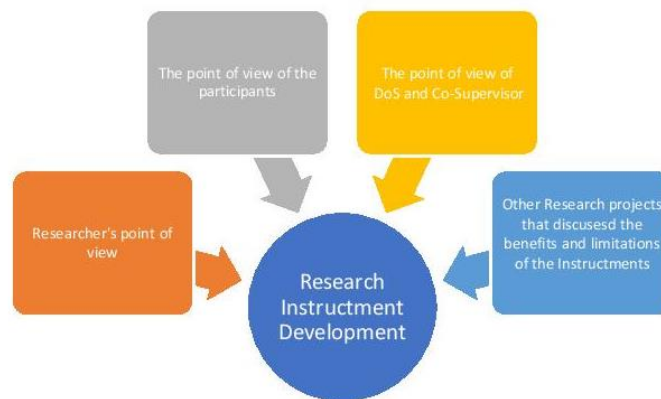 The point of view of the
participants
The point of view of
DoS and Co-Supervisor
Researcher's point of
view
Other Research projects
that discusesd the
benefits and limitations
of the Instructments
Research
Instructment
Development